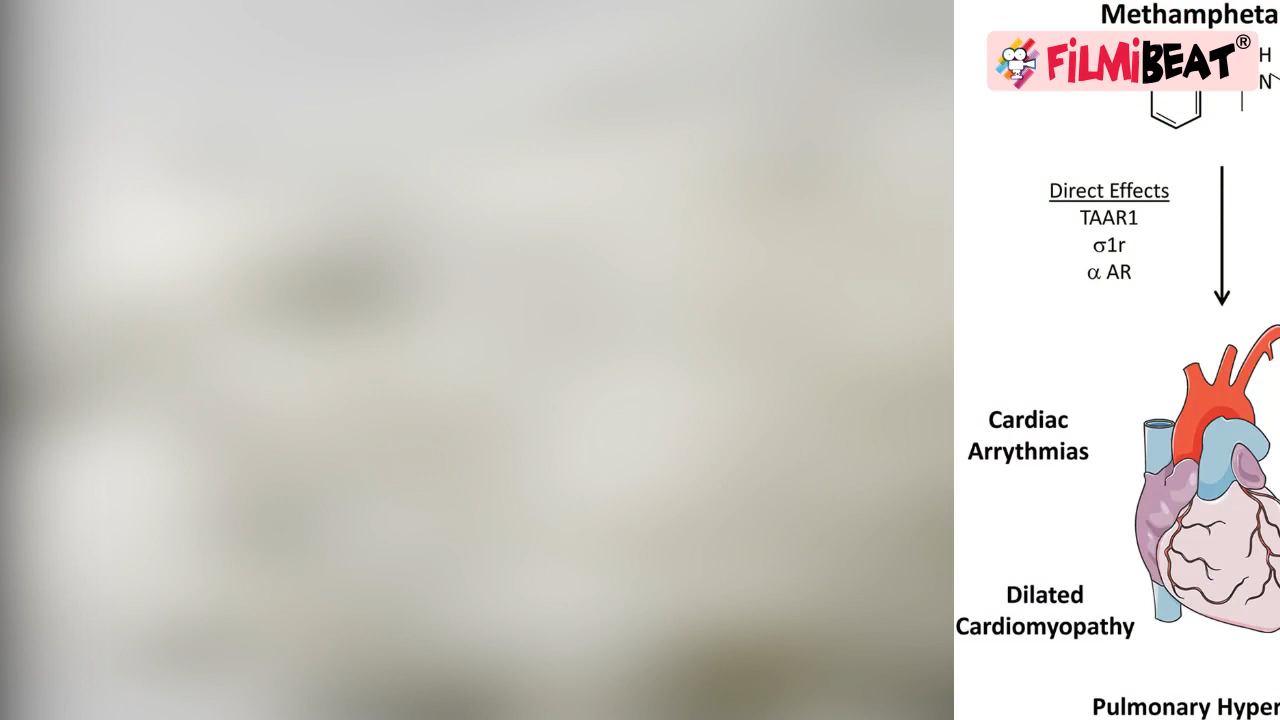 Methampheta
FiLMiBEAT®
H
N
Direct Effects
TAAR1
σ1r
α AR
Cardiac
Arrythmias
Dilated
Cardiomyopathy
Pulmonary Hyper